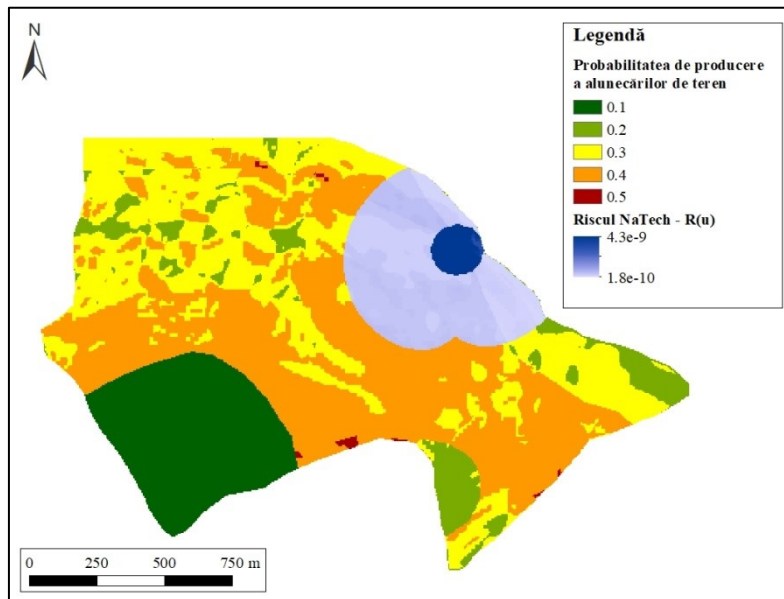 N
Legendă
Probabilitatea de producere
a alunecărilor de teren
0.1
0.2
0.3
0.4
0.5
Riscul NaTech - R(u)
4.3e-9
1.8e-10
0 250 500 750 m